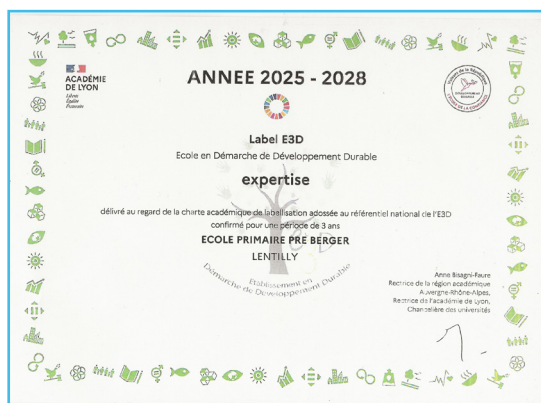 ACADÉMIE
DE LYON
Liberté
Égalité
Fraternité
ANNEE 2025 - 2028
Label E3D
Ecole en Démarche de Développement Durable
expertise
délivré au regard de la charte académique de labellisation adossée au référentiel national de l'E3D
confirmé pour une période de 3 ans
ECOLE PRIMAIRE PRE BERGER
LENTILLY
Etablissement en
Démarche de Développement Durable
Anne Bisagni-Faure
Rectrice de la région académique
Auvergne-Rhône-Alpes,
Rectrice de l'académie de Lyon,
Chancelière des universités